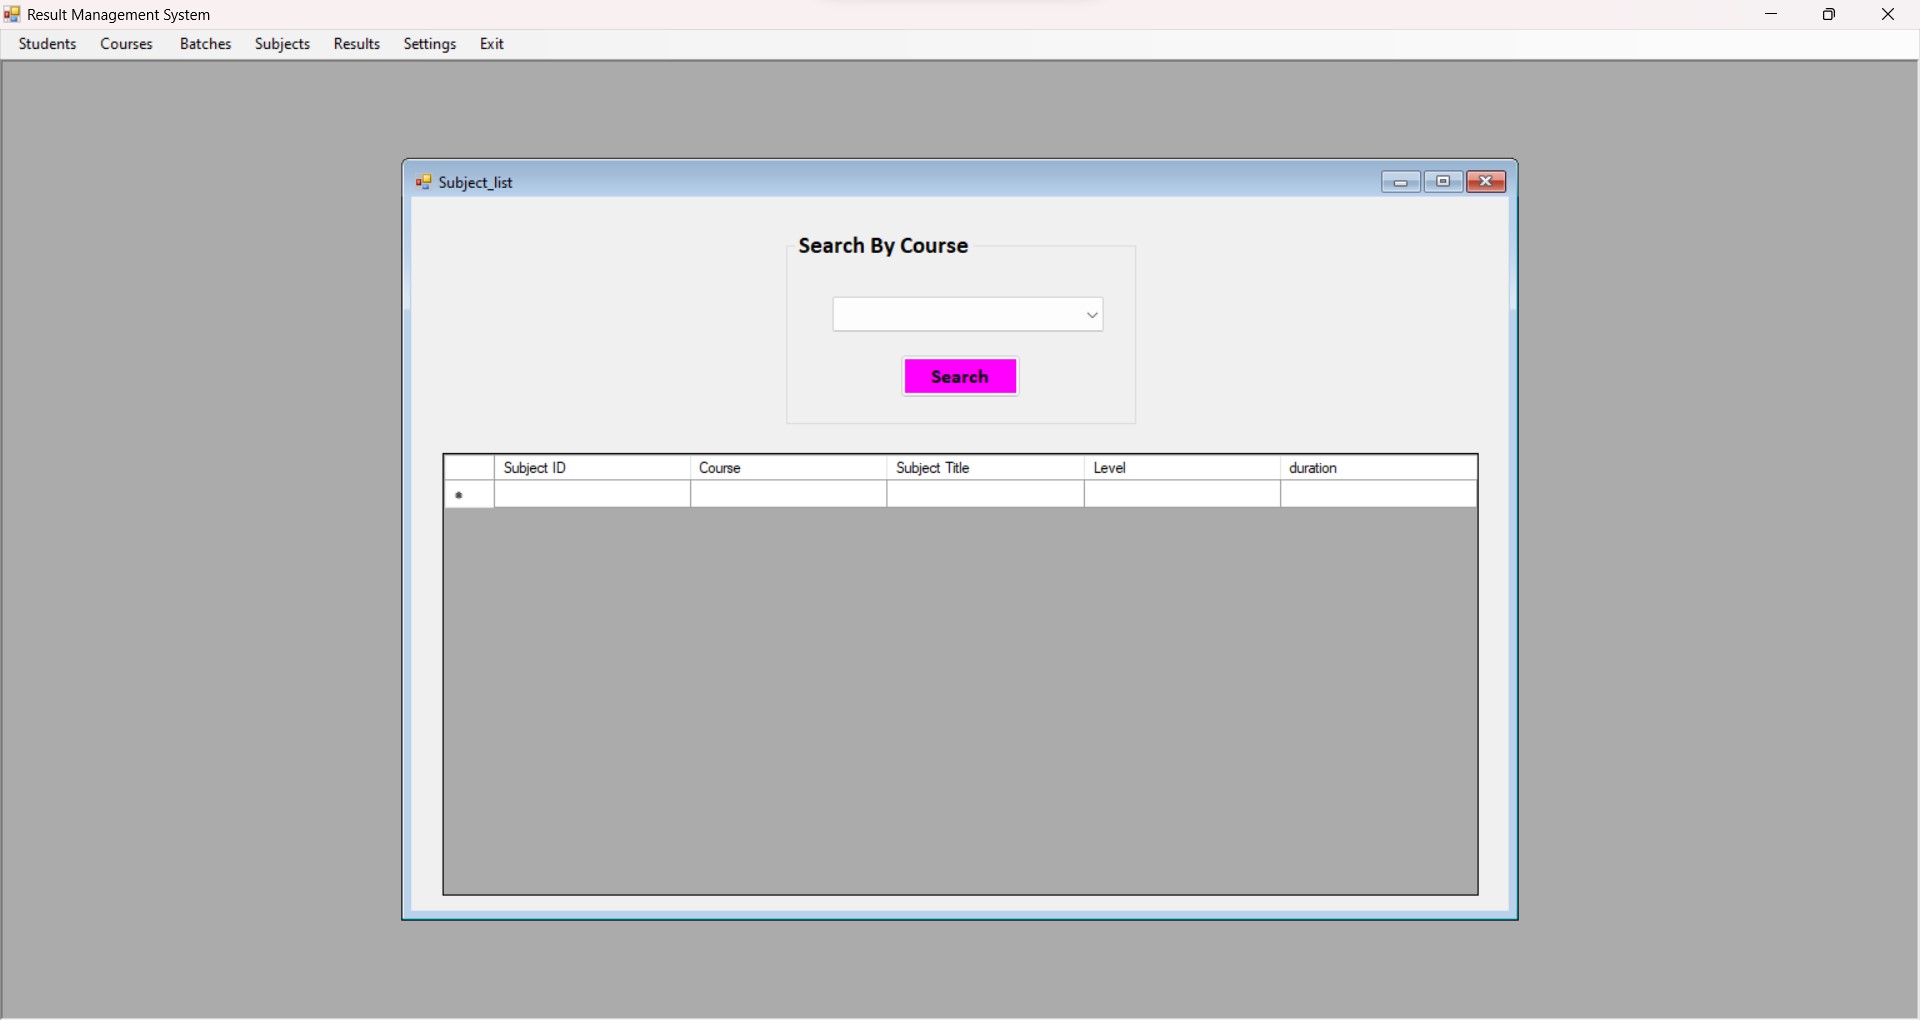 Result Management System
Students Courses Batches Subjects Results Settings Exit
Subject_list
Search By Course
Search
Subject ID Course Subject Title Level duration